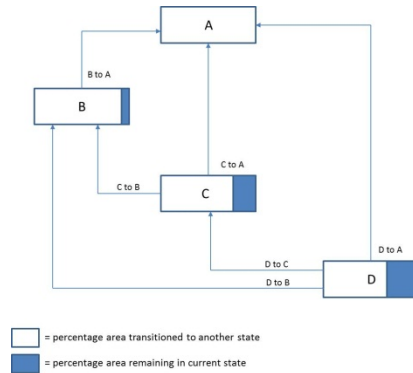 A
B to A
B
C to A
C to B
C
D to A
D to C
D
D to B
= percentage area transitioned to another state
= percentage area remaining in current state